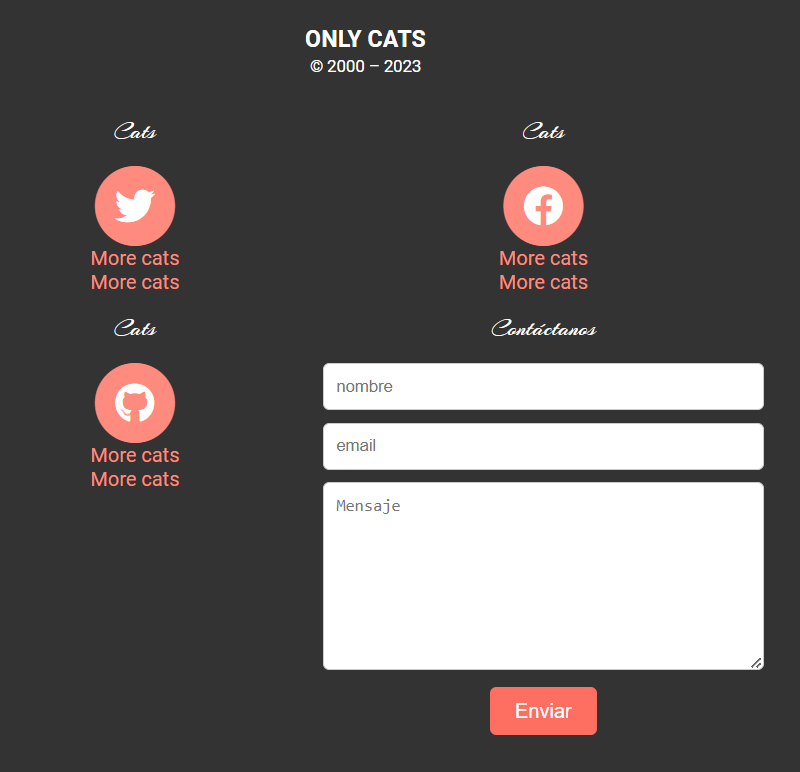 ONLY CATS
© 2000 – 2023
Cats
More cats
More cats
Cats
More cats
More cats
Cats
More cats
More cats
Contáctanos
nombre
email
Mensaje
Enviar